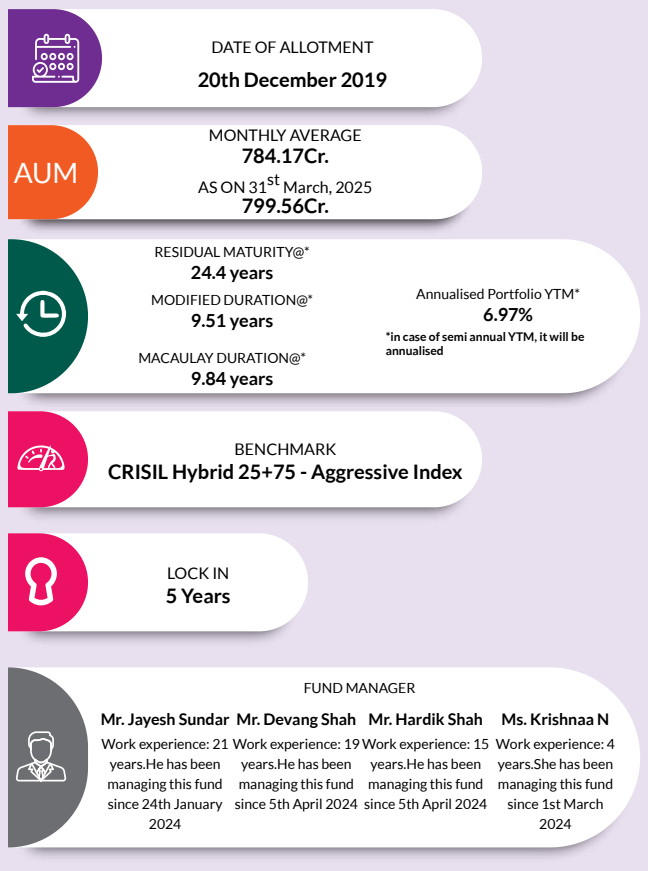 DATE OF ALLOTMENT
20th December 2019
AUM
MONTHLY AVERAGE
784.17Cr.
AS ON 31st March, 2025
799.56Cr.
RESIDUAL MATURITY@*
24.4 years
MODIFIED DURATION@*
9.51 years
MACAULAY DURATION@*
9.84 years
Annualised Portfolio YTM*
6.97%
*in case of semi annual YTM, it will be
annualised
BENCHMARK
CRISIL Hybrid 25+75 - Aggressive Index
LOCK IN
5 Years
FUND MANAGER
Mr. Jayesh Sundar
Work experience: 21
years.He has been
managing this fund
since 24th January
2024
Mr. Devang Shah
Work experience: 19
years.He has been
managing this fund
since 5th April 2024
Mr. Hardik Shah
Work experience: 15
years.He has been
managing this fund
since 5th April 2024
Ms. Krishnaa N
Work experience: 4
years.She has been
managing this fund
since 1st March
2024